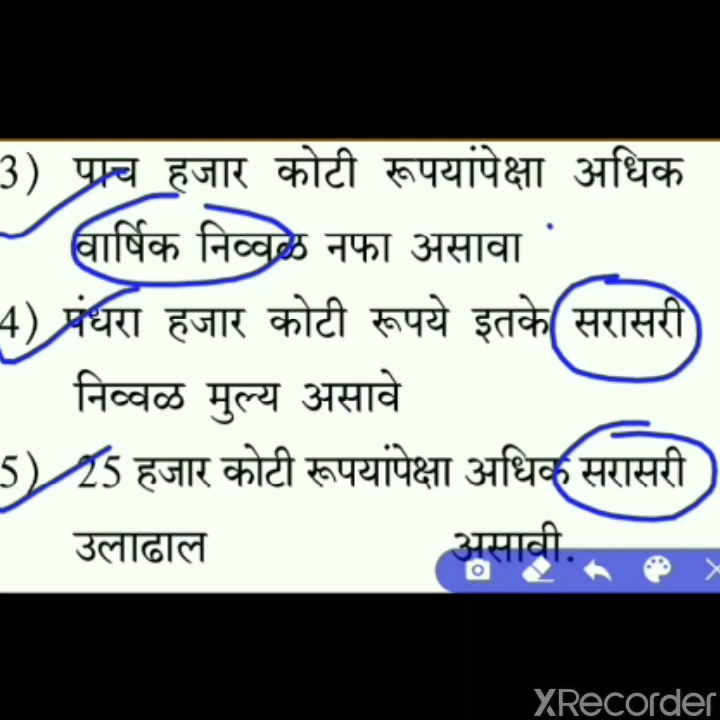 3) पाच हजार कोटी रूपयांपेक्षा अधिक
वार्षिक निव्वळ नफा असावा
4) पंधरा हजार कोटी रूपये इतके सरासरी
निव्वळ मुल्य असावे
5) 25 हजार कोटी रूपयांपेक्षा अधिक सरासरी
उलाढाल असावी.
XRecorder